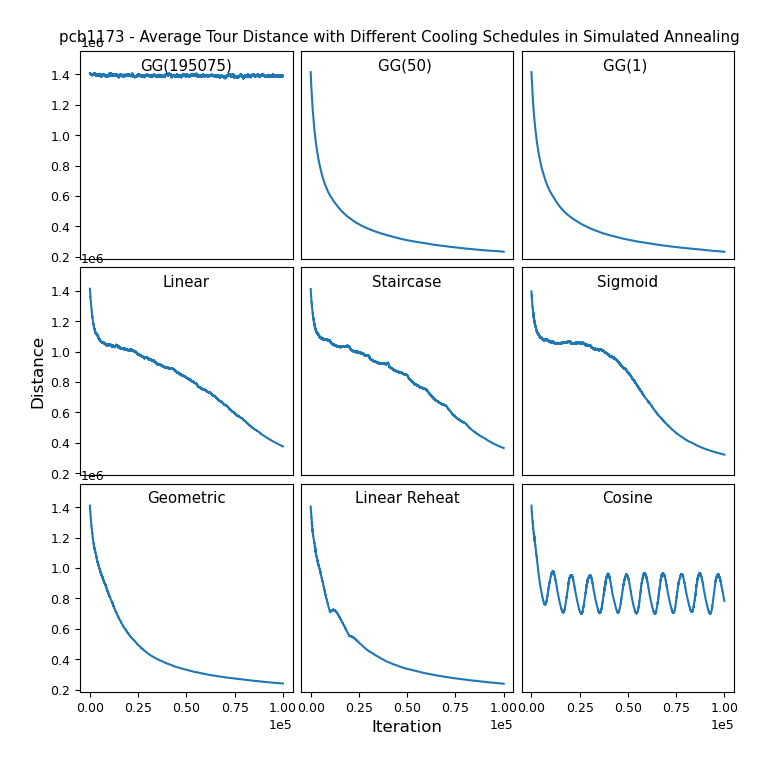 pcb1173 - Average Tour Distance with Different Cooling Schedules in Simulated Annealing
1e6
GG(195075) GG(50) GG(1)
1.4
1.2
1.0
0.8
0.6
0.4
0.2
1e6
Linear Staircase Sigmoid
1.4
1.2
1.0
0.8
0.6
0.4
0.2
Distance
1e6
Geometric Linear Reheat Cosine
1.4
1.2
1.0
0.8
0.6
0.4
0.2
0.00 0.25 0.50 0.75 1.00 0.00 0.25 0.50 0.75 1.00 0.00 0.25 0.50 0.75 1.00
1e5 1e5 1e5
Iteration